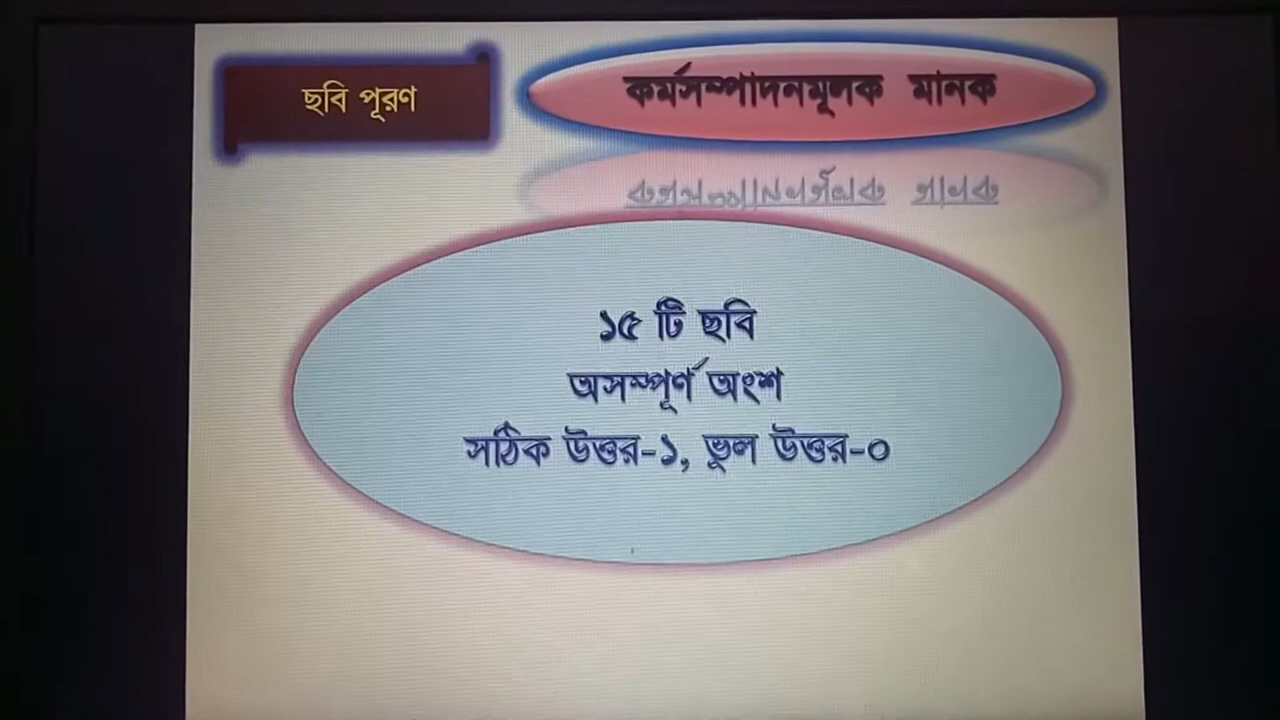 ছবি পূরণ
কর্মসম্পাদনমূলক মানক
১৫ টি ছবি
অসম্পূর্ণ অংশ
সঠিক উত্তর-১, ভুল উত্তর-০